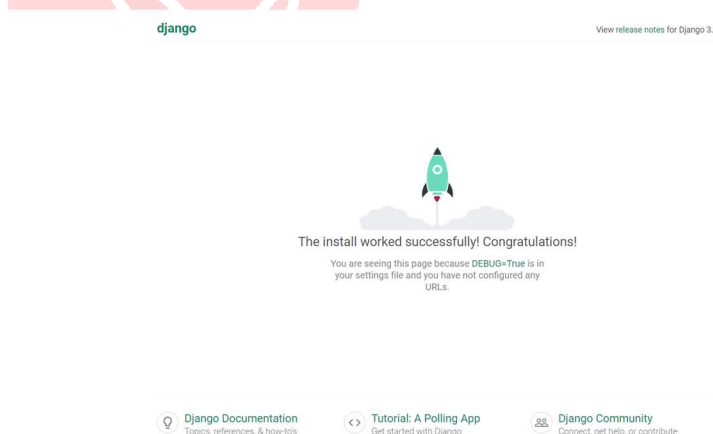 django
View release notes for Django 3.
The install worked successfully! Congratulations!
You are seeing this page because DEBUG=True is in
your settings file and you have not configured any
URLs.
Django Documentation
Topics, references, & how-to's
Tutorial: A Polling App
Get started with Django
Django Community
Connect, get help, or contribute